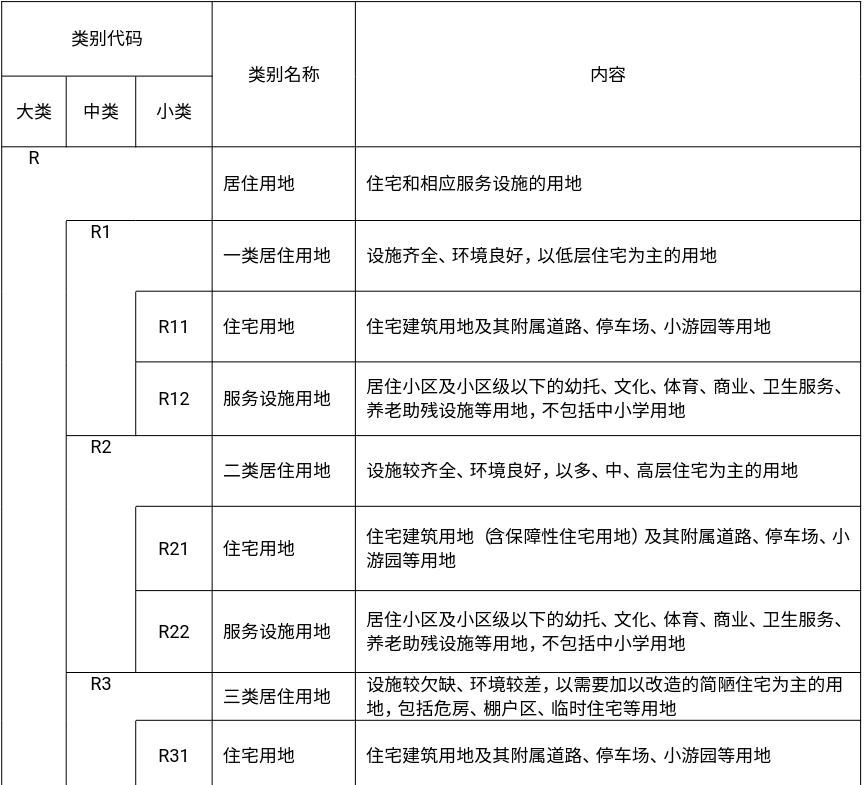 类别代码
类别名称
内容
大类
中类
小类
R
居住用地
住宅和相应服务设施的用地
R1
一类居住用地
设施齐全、环境良好，以低层住宅为主的用地
R11
住宅用地
住宅建筑用地及其附属道路、停车场、小游园等用地
R12
服务设施用地
居住小区及小区级以下的幼托、文化、体育、商业、卫生服务、
养老助残设施等用地，不包括中小学用地
R2
二类居住用地
设施较齐全、环境良好，以多、中、高层住宅为主的用地
R21
住宅用地
住宅建筑用地（含保障性住宅用地）及其附属道路、停车场、小
游园等用地
R22
服务设施用地
居住小区及小区级以下的幼托、文化、体育、商业、卫生服务、
养老助残设施等用地，不包括中小学用地
R3
三类居住用地
设施较欠缺、环境较差，以需要加以改造的简陋住宅为主的用
地，包括危房、棚户区、临时住宅等用地
R31
住宅用地
住宅建筑用地及其附属道路、停车场、小游园等用地